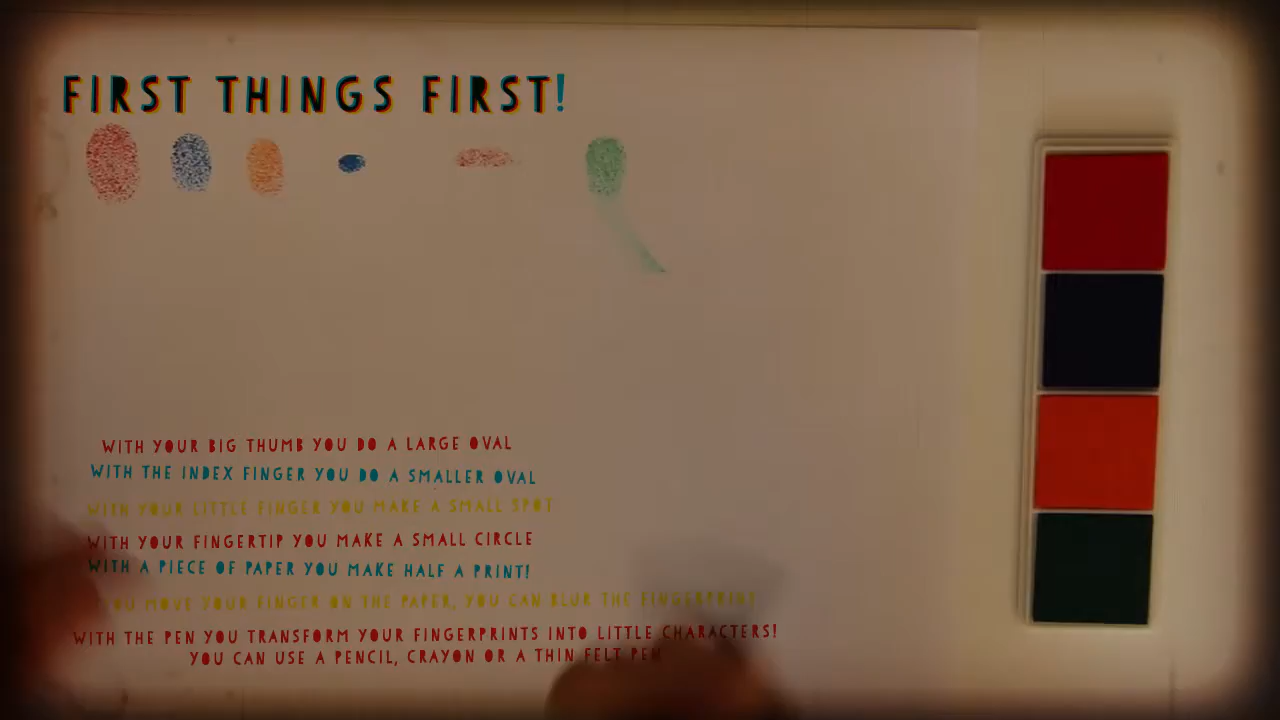 FIRST THINGS FIRST!
WITH YOUR BIG THUMB YOU DO A LARGE OVAL
WITH THE INDEX FINGER YOU DO A SMALLER OVAL
WITH YOUR LITTLE FINGER YOU MAKE A SMALL SPOT
WITH YOUR FINGERTIP YOU MAKE A SMALL CIRCLE
WITH A PIECE OF PAPER YOU MAKE HALF A PRINT!
YOU MOVE YOUR FINGER ON THE PAPER, YOU CAN BLUR THE FINGERPRINT
WITH THE PEN YOU TRANSFORM YOUR FINGERPRINTS INTO LITTLE CHARACTERS!
YOU CAN USE A PENCIL, CRAYON OR A THIN FELT PEN